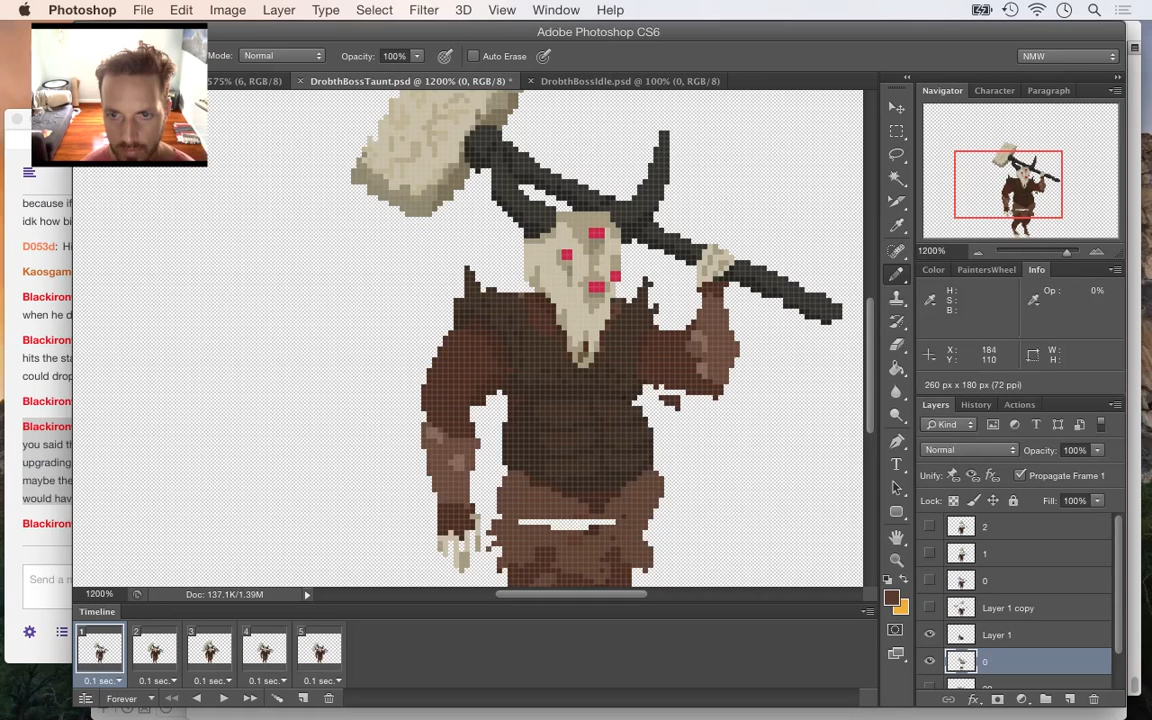 Photoshop File Edit Image Layer Type Select Filter 3D View Window Help
Adobe Photoshop CS6
Mode: Normal Opacity: 100% Auto Erase NMW
575% (6, RGB/8) DrobthBossTaunt.psd @ 1200% (0, RGB/8) * DrobthBossIdle.psd @ 100% (0, RGB/8)
Navigator Character Paragraph
1200%
Color PaintersWheel Info
H: Op: 0%
S:
B:
X: 184 W:
Y: 110 H:
260 px x 180 px (72 ppi)
Layers History Actions
Kind
Normal Opacity: 100%
Unify: Propagate Frame 1
Lock: Fill: 100%
2
1
0
Layer 1 copy
Layer 1
0
because if
idk how bi
D053d: Hi
Kaosgam
Blackiron
when he d
Blackiron
hits the sta
could drop
Blackiron
Blackiron
you said th
upgrading
maybe the
would hav
Blackiron
Send a m
1200% Doc: 137.1K/1.39M
Timeline
1 2 3 4 5
0.1 sec. 0.1 sec. 0.1 sec. 0.1 sec. 0.1 sec.
Forever